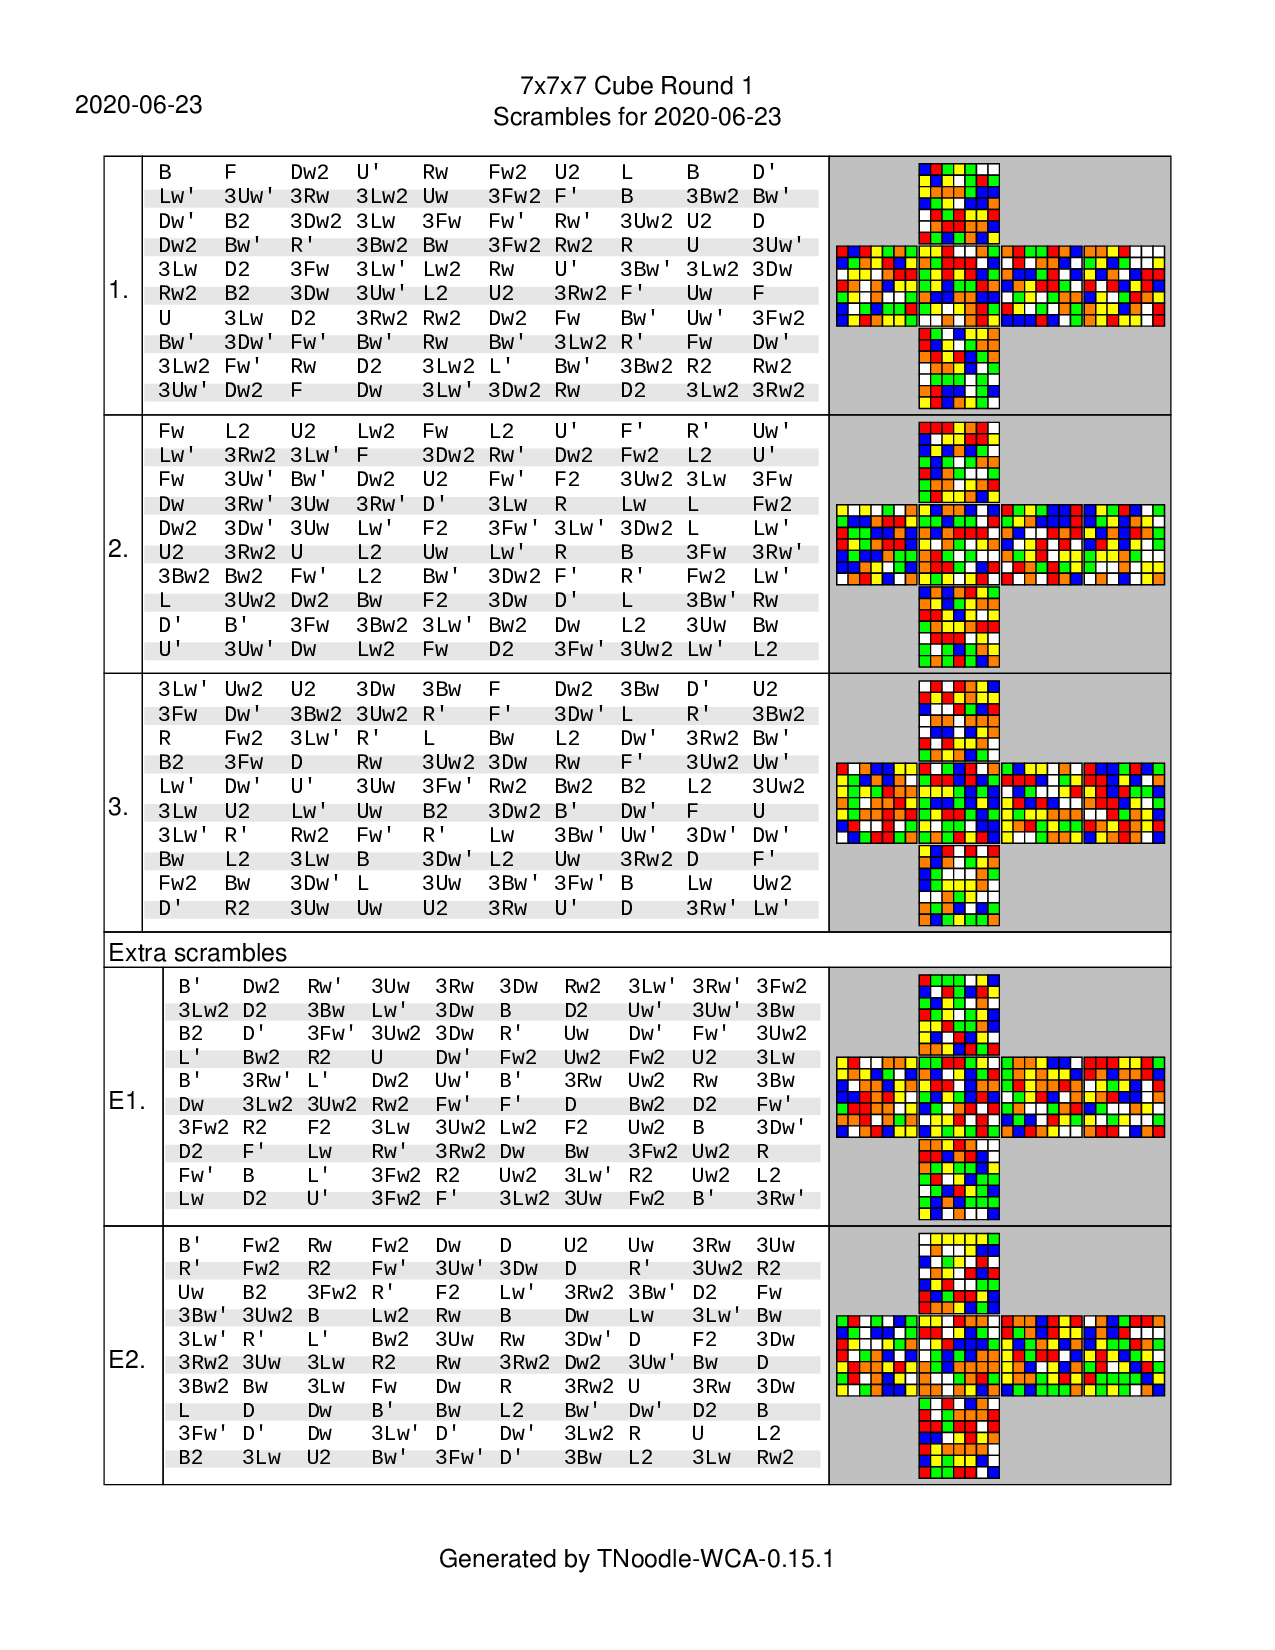 2020-06-23
7x7x7 Cube Round 1
Scrambles for 2020-06-23
1.
B F Dw2 U' Rw Fw2 U2 L B D'
Lw' 3Uw' 3Rw 3Lw2 Uw 3Fw2 F' B 3Bw2 Bw'
Dw' B2 3Dw2 3Lw 3Fw Fw' Rw' 3Uw2 U2 D
Dw2 Bw' R' 3Bw2 Bw 3Fw2 Rw2 R U 3Uw'
3Lw D2 3Fw 3Lw' Lw2 Rw U' 3Bw' 3Lw2 3Dw
Rw2 B2 3Dw 3Uw' L2 U2 3Rw2 F' Uw F
U 3Lw D2 3Rw2 Rw2 Dw2 Fw Bw' Uw' 3Fw2
Bw' 3Dw' Fw' Bw' Rw Bw' 3Lw2 R' Fw Dw'
3Lw2 Fw' Rw D2 3Lw2 L' Bw' 3Bw2 R2 Rw2
3Uw' Dw2 F Dw 3Lw' 3Dw2 Rw D2 3Lw2 3Rw2
2.
Fw L2 U2 Lw2 Fw L2 U' F' R' Uw'
Lw' 3Rw2 3Lw' F 3Dw2 Rw' Dw2 Fw2 L2 U'
Fw 3Uw' Bw' Dw2 U2 Fw' F2 3Uw2 3Lw 3Fw
Dw 3Rw' 3Uw 3Rw' D' 3Lw R Lw L Fw2
Dw2 3Dw' 3Uw Lw' F2 3Fw' 3Lw' 3Dw2 L Lw'
U2 3Rw2 U L2 Uw Lw' R B 3Fw 3Rw'
3Bw2 Bw2 Fw' L2 Bw' 3Dw2 F' R' Fw2 Lw'
L 3Uw2 Dw2 Bw F2 3Dw D' L 3Bw' Rw
D' B' 3Fw 3Bw2 3Lw' Bw2 Dw L2 3Uw Bw
U' 3Uw' Dw Lw2 Fw D2 3Fw' 3Uw2 Lw' L2
3.
3Lw' Uw2 U2 3Dw 3Bw F Dw2 3Bw D' U2
3Fw Dw' 3Bw2 3Uw2 R' F' 3Dw' L R' 3Bw2
R Fw2 3Lw' R' L Bw L2 Dw' 3Rw2 Bw'
B2 3Fw D Rw 3Uw2 3Dw Rw F' 3Uw2 Uw'
Lw' Dw' U' 3Uw 3Fw' Rw2 Bw2 B2 L2 3Uw2
3Lw U2 Lw' Uw B2 3Dw2 B' Dw' F U
3Lw' R' Rw2 Fw' R' Lw 3Bw' Uw' 3Dw' Dw'
Bw L2 3Lw B 3Dw' L2 Uw 3Rw2 D F'
Fw2 Bw 3Dw' L 3Uw 3Bw' 3Fw' B Lw Uw2
D' R2 3Uw Uw U2 3Rw U' D 3Rw' Lw'
Extra scrambles
E1.
B' Dw2 Rw' 3Uw 3Rw 3Dw Rw2 3Lw' 3Rw' 3Fw2
3Lw2 D2 3Bw Lw' 3Dw B D2 Uw' 3Uw' 3Bw
B2 D' 3Fw' 3Uw2 3Dw R' Uw Dw' Fw' 3Uw2
L' Bw2 R2 U Dw' Fw2 Uw2 Fw2 U2 3Lw
B' 3Rw' L' Dw2 Uw' B' 3Rw Uw2 Rw 3Bw
Dw 3Lw2 3Uw2 Rw2 Fw' F' D Bw2 D2 Fw'
3Fw2 R2 F2 3Lw 3Uw2 Lw2 F2 Uw2 B 3Dw'
D2 F' Lw Rw' 3Rw2 Dw Bw 3Fw2 Uw2 R
Fw' B L' 3Fw2 R2 Uw2 3Lw' R2 Uw2 L2
Lw D2 U' 3Fw2 F' 3Lw2 3Uw Fw2 B' 3Rw'
E2.
B' Fw2 Rw Fw2 Dw D U2 Uw 3Rw 3Uw
R' Fw2 R2 Fw' 3Uw' 3Dw D R' 3Uw2 R2
Uw B2 3Fw2 R' F2 Lw' 3Rw2 3Bw' D2 Fw
3Bw' 3Uw2 B Lw2 Rw B Dw Lw 3Lw' Bw
3Lw' R' L' Bw2 3Uw Rw 3Dw' D F2 3Dw
3Rw2 3Uw 3Lw R2 Rw 3Rw2 Dw2 3Uw' Bw D
3Bw2 Bw 3Lw Fw Dw R 3Rw2 U 3Rw 3Dw
L D Dw B' Bw L2 Bw' Dw' D2 B
3Fw' D' Dw 3Lw' D' Dw' 3Lw2 R U L2
B2 3Lw U2 Bw' 3Fw' D' 3Bw L2 3Lw Rw2
Generated by TNoodle-WCA-0.15.1